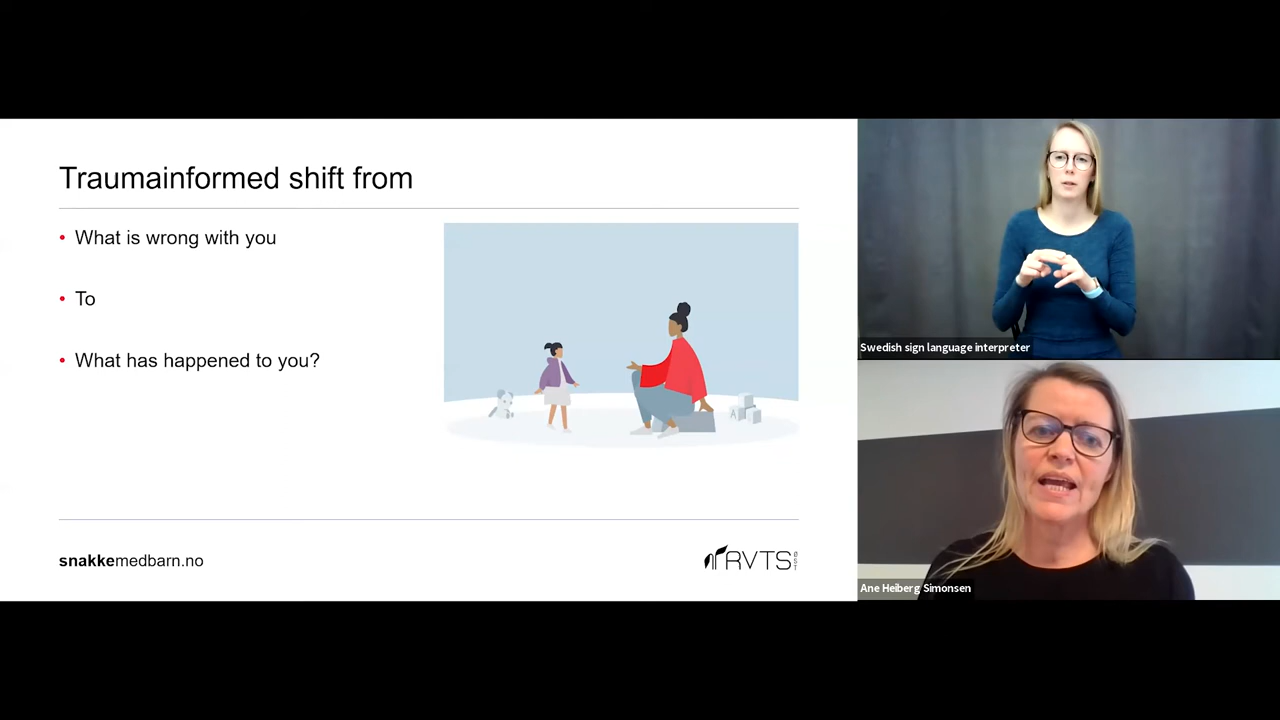 Traumainformed shift from
• What is wrong with you
• To
• What has happened to you?
snakkemedbarn.no
RVTS
Swedish sign language interpreter
Ane Heiberg Simonsen
A